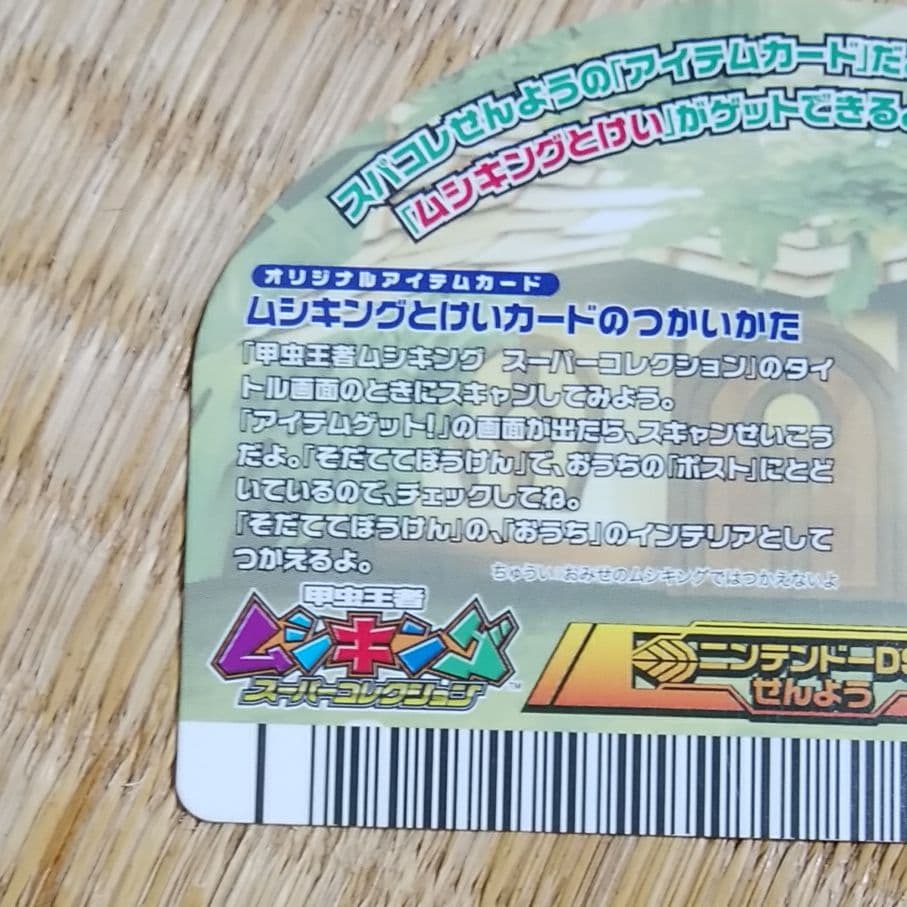 スパコレせんようの「アイテムカード」だ
「ムシキングとけい」がゲットできる
オリジナルアイテムカード
ムシキングとけいカードのつかいかた
「甲虫王者ムシキング スーパーコレクション」のタイ
トル画面のときにスキャンしてみよう。
「アイテムゲット!」の画面が出たら、スキャンせいこう
だよ。「そだててぼうけん」で、おうちの「ポスト」にとど
いているので、チェックしてね。
「そだててぼうけん」の、「おうち」のインテリアとして
つかえるよ。
ちゅうい:おみせのムシキングではつかえないよ
甲虫王者
ムシキング
スーパーコレクション™
ニンテンドーDS
せんよう